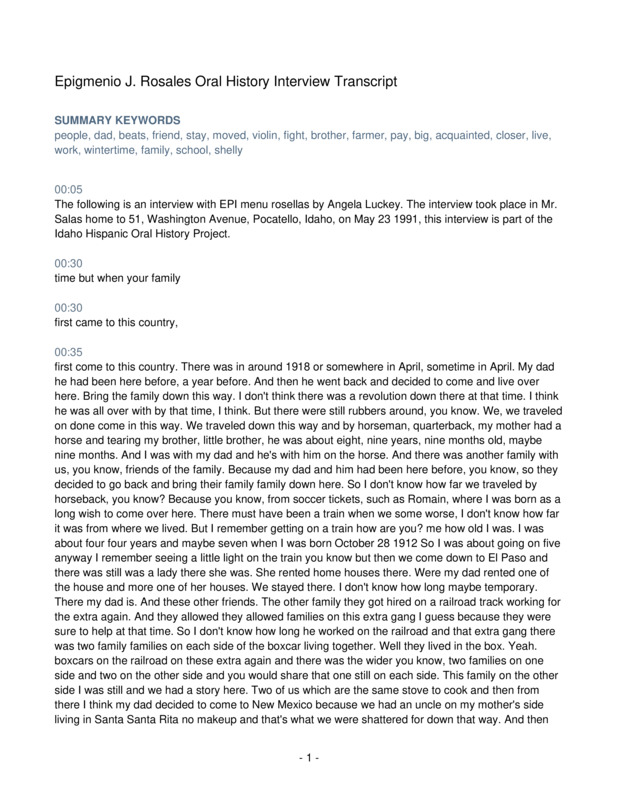 Epigmenio J. Rosales Oral History Interview Transcript
SUMMARY KEYWORDS
people, dad, beats, friend, stay, moved, violin, fight, brother, farmer, pay, big, acquainted, closer, live,
work, wintertime, family, school, shelly
00:05
The following is an interview with EPI menu rosellas by Angela Luckey. The interview took place in Mr.
Salas home to 51, Washington Avenue, Pocatello, Idaho, on May 23 1991, this interview is part of the
Idaho Hispanic Oral History Project.
00:30
time but when your family
00:30
first came to this country,
00:35
first come to this country. There was in around 1918 or somewhere in April, sometime in April. My dad
he had been here before, a year before. And then he went back and decided to come and live over
here. Bring the family down this way. I don't think there was a revolution down there at that time. I think
he was all over with by that time, I think. But there were still rubbers around, you know. We, we traveled
on done come in this way. We traveled down this way and by horseman, quarterback, my mother had a
horse and tearing my brother, little brother, he was about eight, nine years, nine months old, maybe
nine months. And I was with my dad and he's with him on the horse. And there was another family with
us, you know, friends of the family. Because my dad and him had been here before, you know, so they
decided to go back and bring their family family down here. So I don't know how far we traveled by
horseback, you know? Because you know, from soccer tickets, such as Romain, where I was born as a
long wish to come over here. There must have been a train when we some worse, I don't know how far
it was from where we lived. But I remember getting on a train how are you? me how old I was. I was
about four four years and maybe seven when I was born October 28 1912 So I was about going on five
anyway I remember seeing a little light on the train you know but then we come down to El Paso and
there was still was a lady there she was. She rented home houses there. Were my dad rented one of
the house and more one of her houses. We stayed there. I don't know how long maybe temporary.
There my dad is. And these other friends. The other family they got hired on a railroad track working for
the extra again. And they allowed they allowed families on this extra gang I guess because they were
sure to help at that time. So I don't know how long he worked on the railroad and that extra gang there
was two family families on each side of the boxcar living together. Well they lived in the box. Yeah.
boxcars on the railroad on these extra again and there was the wider you know, two families on one
side and two on the other side and you would share that one still on each side. This family on the other
side I was still and we had a story here. Two of us which are the same stove to cook and then from
there I think my dad decided to come to New Mexico because we had an uncle on my mother's side
living in Santa Santa Rita no makeup and that's what we were shattered for down that way. And then
- 1 -